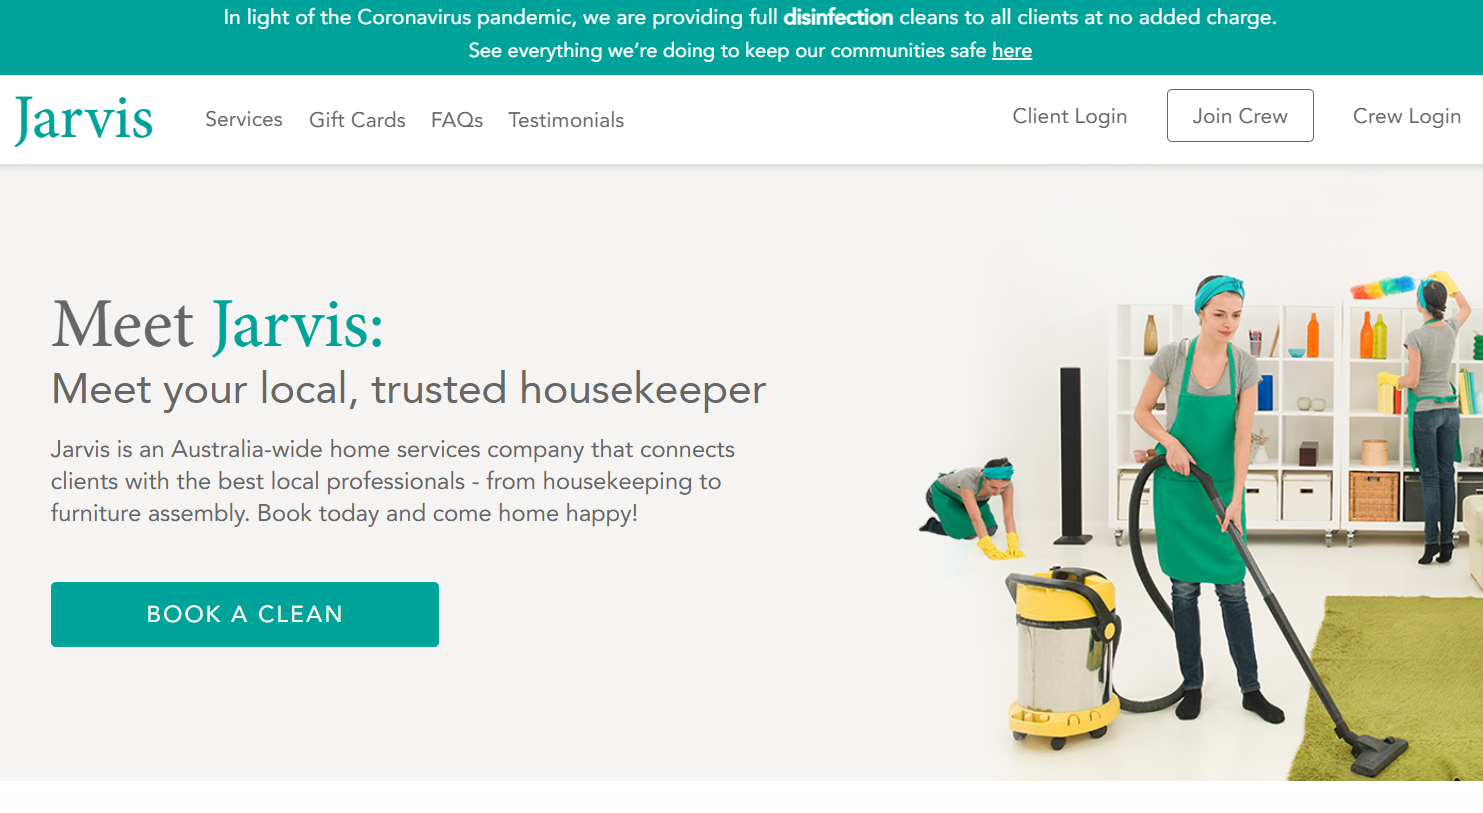 In light of the Coronavirus pandemic, we are providing full disinfection cleans to all clients at no added charge.
See everything we’re doing to keep our communities safe here
Jarvis
Services
Gift Cards
FAQs
Testimonials
Client Login
Join Crew
Crew Login
Meet Jarvis:
Meet your local, trusted housekeeper
Jarvis is an Australia-wide home services company that connects
clients with the best local professionals - from housekeeping to
furniture assembly. Book today and come home happy!
BOOK A CLEAN